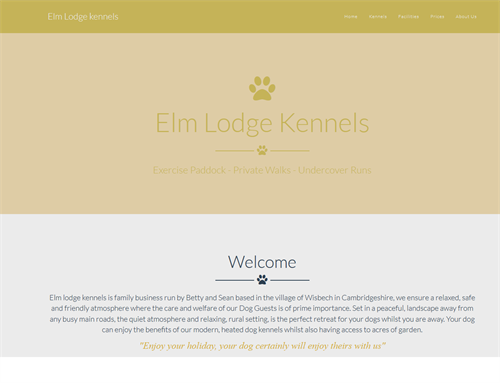 Elm Lodge kennels
Home Kennels Facilities Prices About Us
Elm Lodge Kennels
Exercise Paddock - Private Walks - Undercover Runs
Welcome
Elm lodge kennels is family business run by Betty and Sean based in the village of Wisbech in Cambridgeshire, we ensure a relaxed, safe
and friendly atmosphere where the care and welfare of our Dog Guests is of prime importance. Set in a peaceful, landscape away from
any busy main roads, the quiet atmosphere and relaxing, rural setting, is the perfect retreat for your dogs whilst you are away. Your dog
can enjoy the benefits of our modern, heated dog kennels whilst also having access to acres of garden.
"Enjoy your holiday, your dog certainly will enjoy theirs with us"